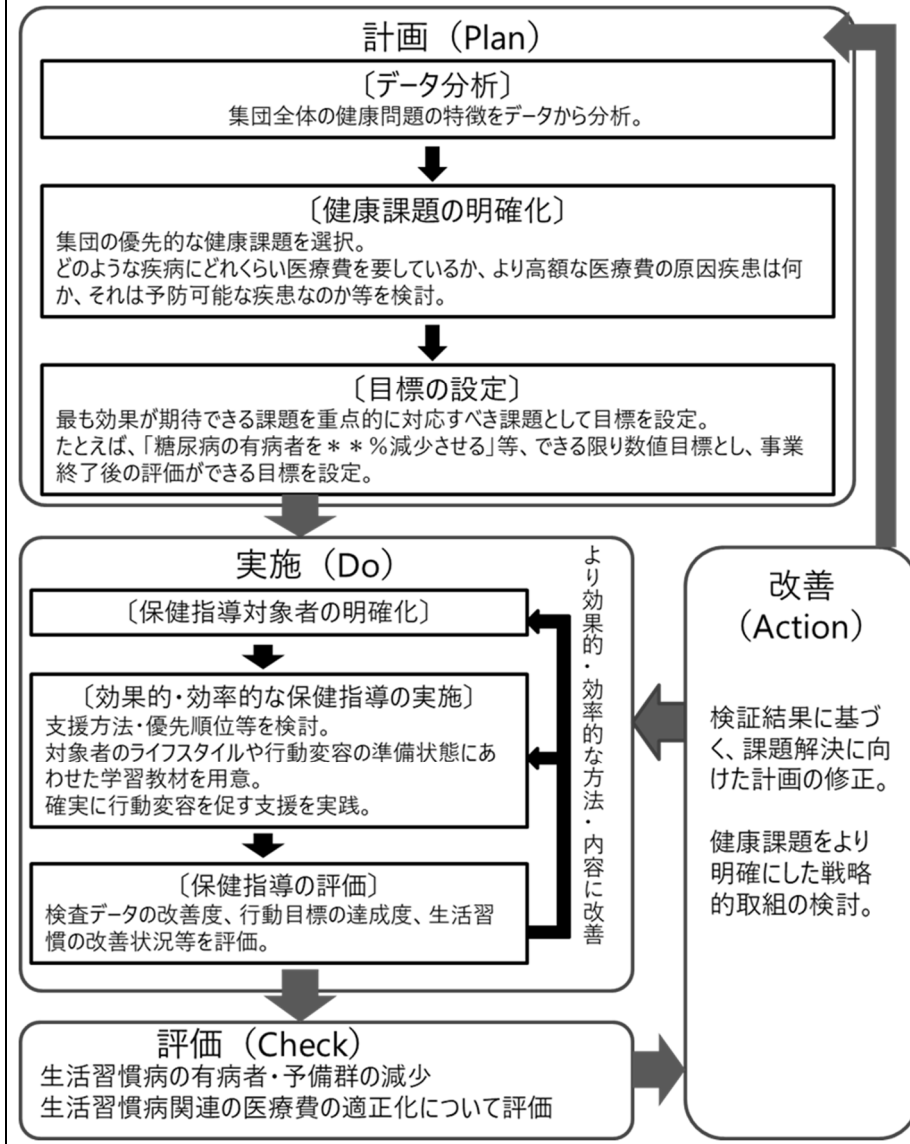 計画（Plan）
〔データ分析〕
集団全体の健康問題の特徴をデータから分析。
〔健康課題の明確化〕
集団の優先的な健康課題を選択。
どのような疾病にどれくらい医療費を要しているか、より高額な医療費の原因疾患は何
か、それは予防可能な疾患なのか等を検討。
〔目標の設定〕
最も効果が期待できる課題を重点的に対応すべき課題として目標を設定。
たとえば、「糖尿病の有病者を＊＊％減少させる」等、できる限り数値目標とし、事業
終了後の評価ができる目標を設定。
実施（Do）
〔保健指導対象者の明確化〕
〔効果的・効率的な保健指導の実施〕
支援方法・優先順位等を検討。
対象者のライフスタイルや行動変容の準備状態にあ
わせた学習教材を用意。
確実に行動変容を促す支援を実践。
〔保健指導の評価〕
検査データの改善度、行動目標の達成度、生活習
慣の改善状況等を評価。
より効果的・効率的な方法・内容に改善
評価（Check）
生活習慣病の有病者・予備群の減少
生活習慣病関連の医療費の適正化について評価
改善
（Action）
検証結果に基づ
く、課題解決に向
けた計画の修正。
健康課題をより
明確にした戦略
的取組の検討。